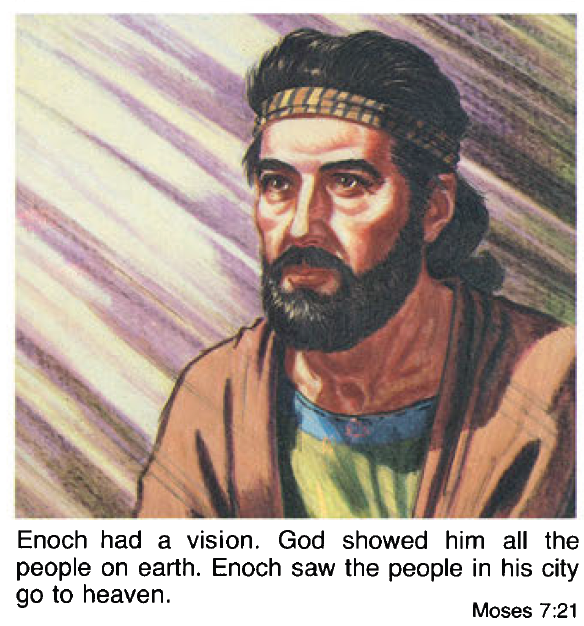 Enoch had a vision. God showed him all the
people on earth. Enoch saw the people in his city
go to heaven.
Moses 7:21